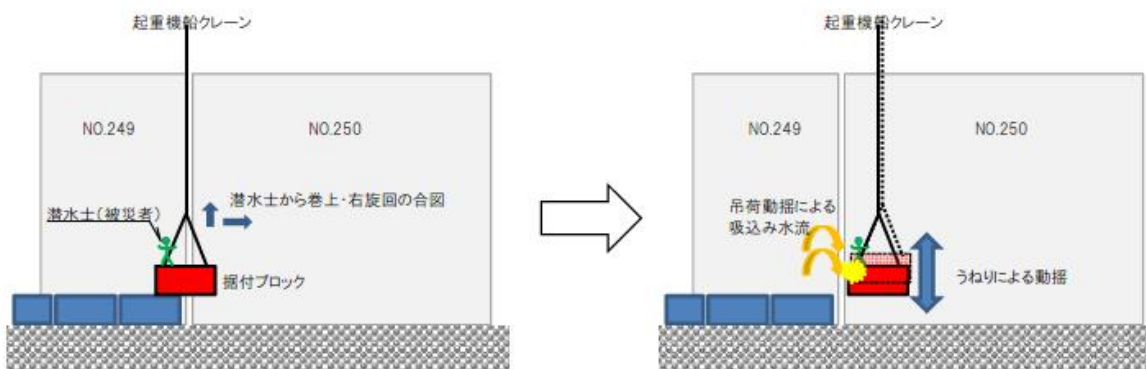 起重機船クレーン
NO.249
NO.250
潜水士から巻上・右旋回の合図
潜水士(被災者)
据付ブロック
起重機船クレーン
NO.249
NO.250
吊荷動揺による
吸込み水流
うねりによる動揺